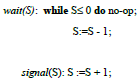 wait(S): while S≤ 0 do no-op;
S:=S - 1;
signal(S): S :=S + 1;